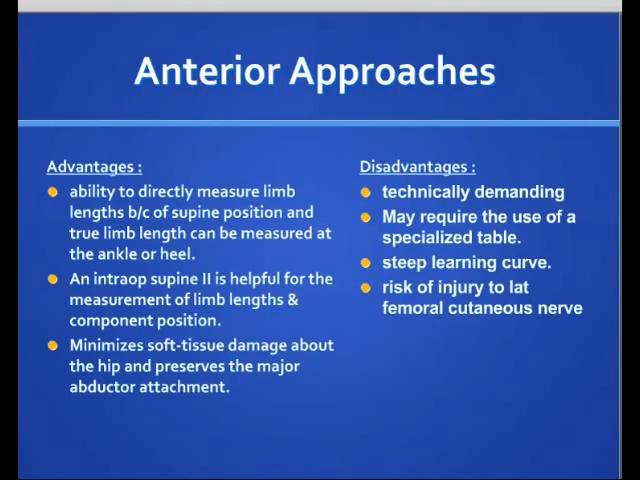 Anterior Approaches
Advantages :
ability to directly measure limb
lengths b/c of supine position and
true limb length can be measured at
the ankle or heel.
An intraop supine II is helpful for the
measurement of limb lengths &
component position.
Minimizes soft-tissue damage about
the hip and preserves the major
abductor attachment.
Disadvantages :
technically demanding
May require the use of a
specialized table.
steep learning curve.
risk of injury to lat
femoral cutaneous nerve